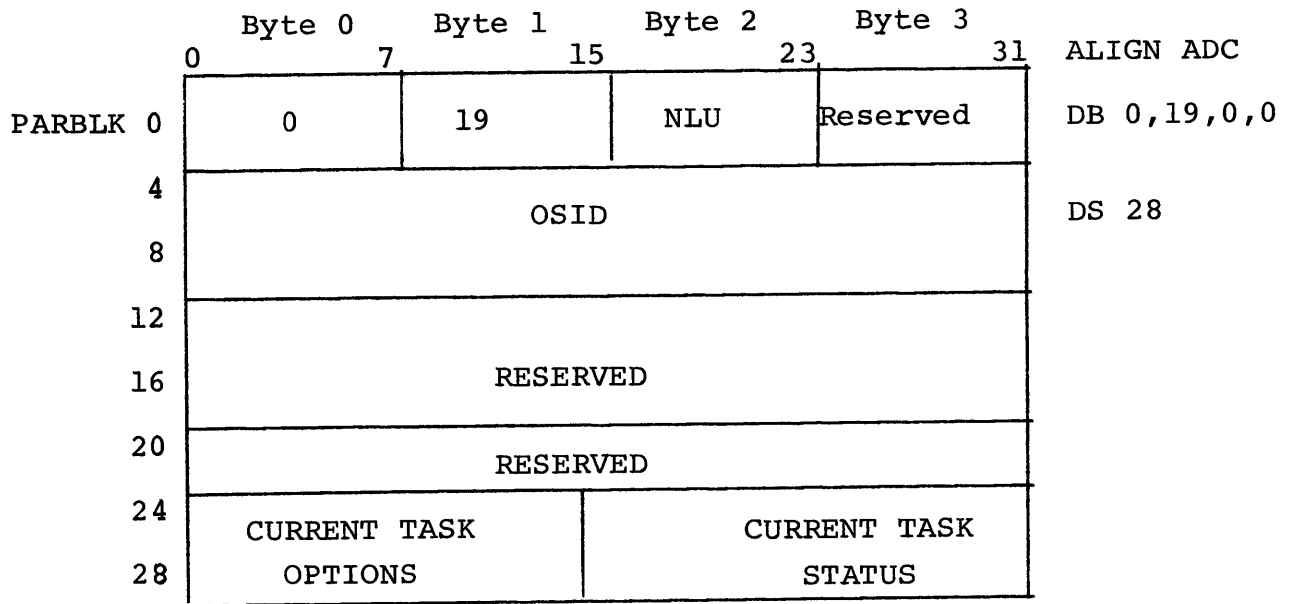 Byte 0 Byte 1 Byte 2 Byte 3
0 7 15 23 31 ALIGN ADC
PARBLK 0 0 19 NLU Reserved DB 0,19,0,0
4
OSID DS 28
8
12
16 RESERVED
20
RESERVED
24
CURRENT TASK CURRENT TASK
28 OPTIONS STATUS